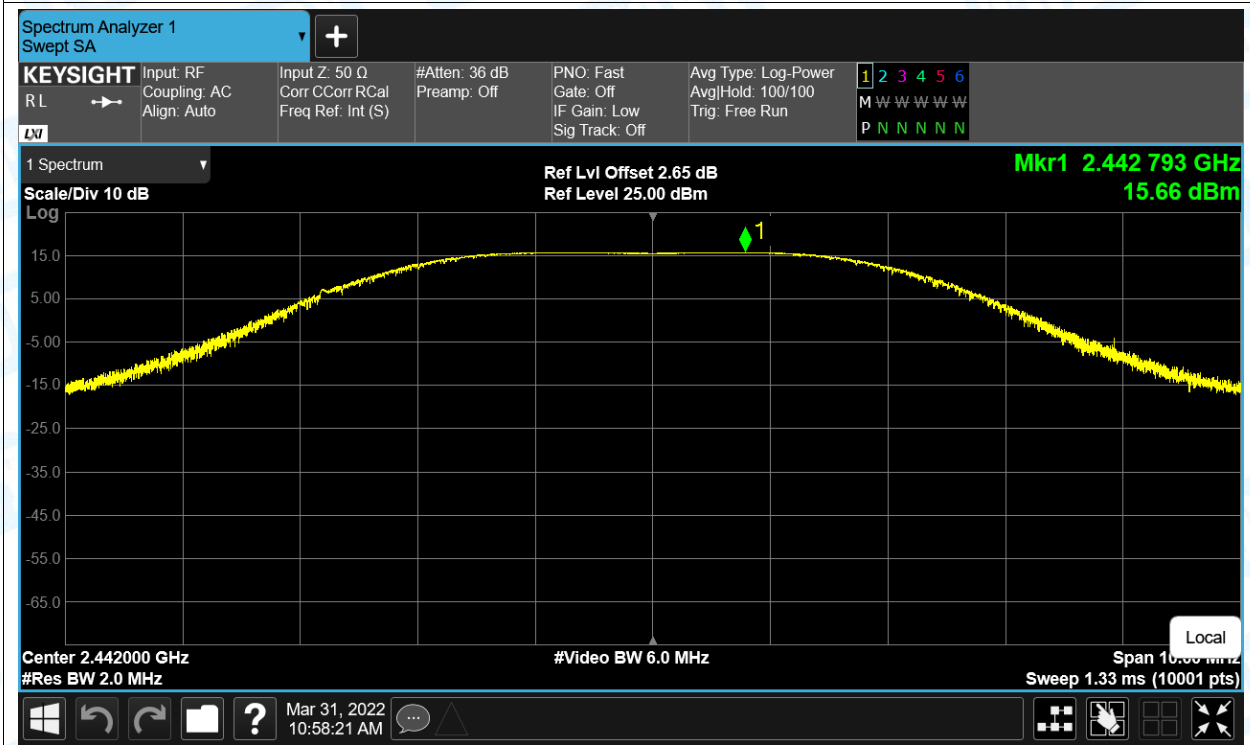 Spectrum Analyzer 1
Swept SA
+
KEYSIGHT
RL
LXI
Input: RF
Coupling: AC
Align: Auto
Input Z: 50 Ω
Corr CCorr RCal
Freq Ref: Int (S)
#Atten: 36 dB
Preamp: Off
PNO: Fast
Gate: Off
IF Gain: Low
Sig Track: Off
Avg Type: Log-Power
Avg|Hold: 100/100
Trig: Free Run
1 2 3 4 5 6
M W W W W W
P N N N N N
1 Spectrum
Scale/Div 10 dB
Log
Ref Lvl Offset 2.65 dB
Ref Level 25.00 dBm
Mkr1 2.442 793 GHz
15.66 dBm
1
15.0
5.00
-5.00
-15.0
-25.0
-35.0
-45.0
-55.0
-65.0
Local
Center 2.442000 GHz
#Res BW 2.0 MHz
#Video BW 6.0 MHz
Span 10.00 MHz
Sweep 1.33 ms (10001 pts)
?
Mar 31, 2022
10:58:21 AM